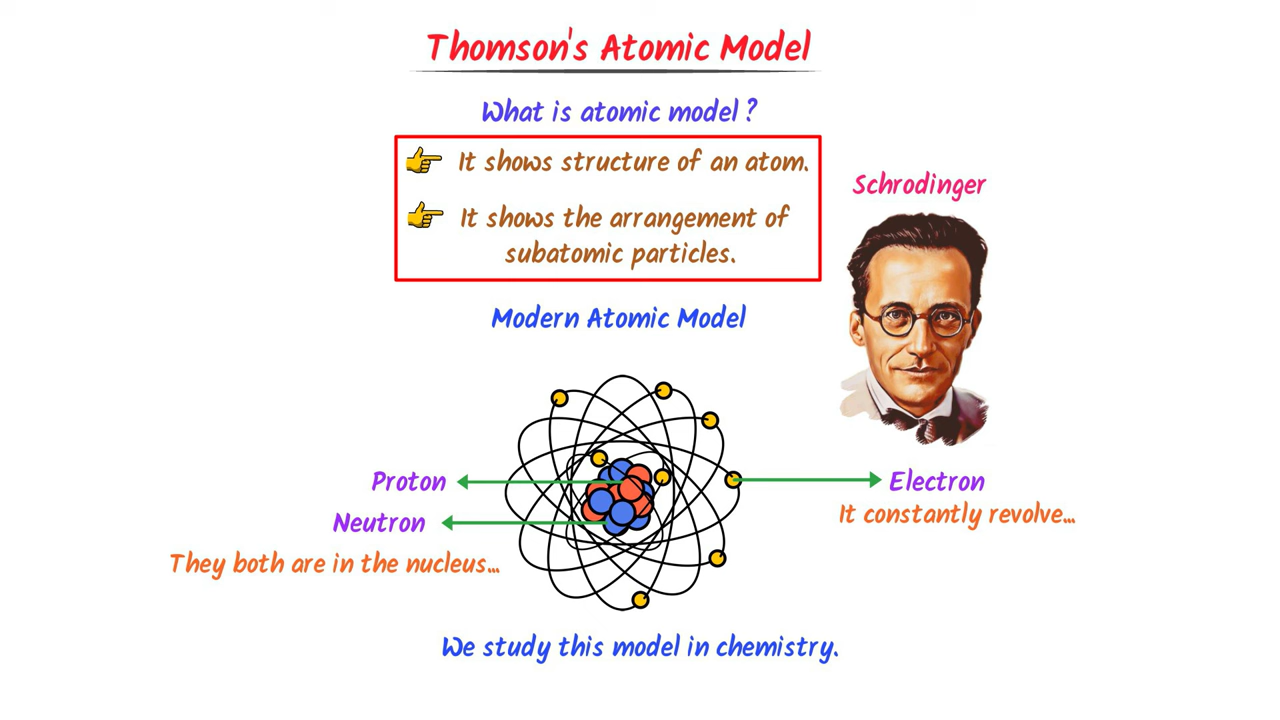 Thomson's Atomic Model
What is atomic model ?
It shows structure of an atom.
It shows the arrangement of
subatomic particles.
Schrodinger
Modern Atomic Model
Proton
Electron
It constantly revolve...
Neutron
They both are in the nucleus...
We study this model in chemistry.